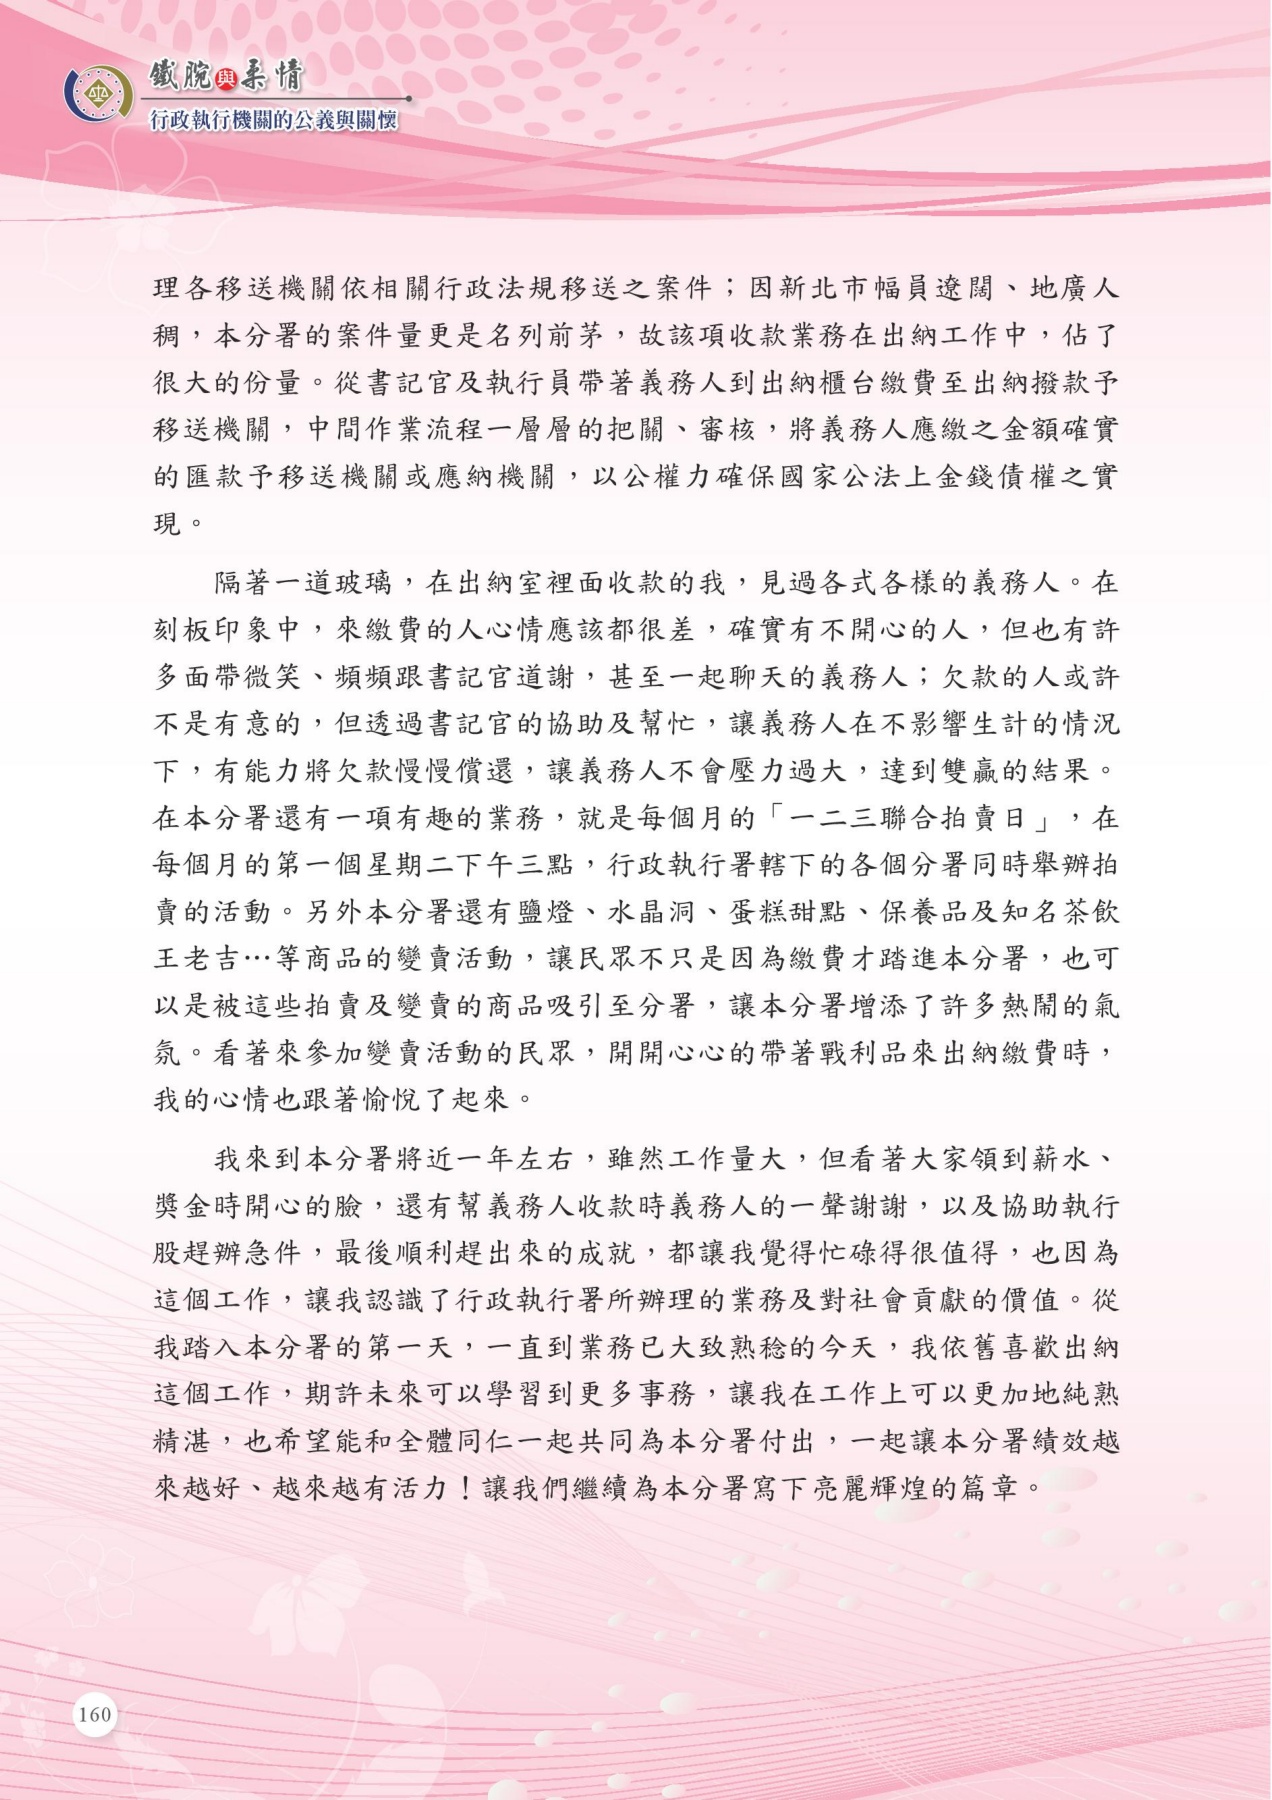 鐵腕與柔情
行政執行機關的公義與關懷
理各移送機關依相關行政法規移送之案件；因新北市幅員遼闊、地廣人
稠，本分署的案件量更是名列前茅，故該項收款業務在出納工作中，佔了
很大的份量。從書記官及執行員帶著義務人到出納櫃台繳費至出納撥款予
移送機關，中間作業流程一層層的把關、審核，將義務人應繳之金額確實
的匯款予移送機關或應納機關，以公權力確保國家公法上金錢債權之實
現。
隔著一道玻璃，在出納室裡面收款的我，見過各式各樣的義務人。在
刻板印象中，來繳費的人心情應該都很差，確實有不開心的人，但也有許
多面帶微笑、頻頻跟書記官道謝，甚至一起聊天的義務人；欠款的人或許
不是有意的，但透過書記官的協助及幫忙，讓義務人在不影響生計的情況
下，有能力將欠款慢慢償還，讓義務人不會壓力過大，達到雙贏的結果。
在本分署還有一項有趣的業務，就是每個月的「一二三聯合拍賣日」，在
每個月的第一個星期二下午三點，行政執行署轄下的各個分署同時舉辦拍
賣的活動。另外本分署還有鹽燈、水晶洞、蛋糕甜點、保養品及知名茶飲
王老吉…等商品的變賣活動，讓民眾不只是因為繳費才踏進本分署，也可
以是被這些拍賣及變賣的商品吸引至分署，讓本分署增添了許多熱鬧的氣
氛。看著來參加變賣活動的民眾，開開心心的帶著戰利品來出納繳費時，
我的心情也跟著愉悅了起來。
我來到本分署將近一年左右，雖然工作量大，但看著大家領到薪水、
獎金時開心的臉，還有幫義務人收款時義務人的一聲謝謝，以及協助執行
股趕辦急件，最後順利趕出來的成就，都讓我覺得忙碌得很值得，也因為
這個工作，讓我認識了行政執行署所辦理的業務及對社會貢獻的價值。從
我踏入本分署的第一天，一直到業務已大致熟稔的今天，我依舊喜歡出納
這個工作，期許未來可以學習到更多事務，讓我在工作上可以更加地純熟
精湛，也希望能和全體同仁一起共同為本分署付出，一起讓本分署績效越
來越好、越來越有活力！讓我們繼續為本分署寫下亮麗輝煌的篇章。
160